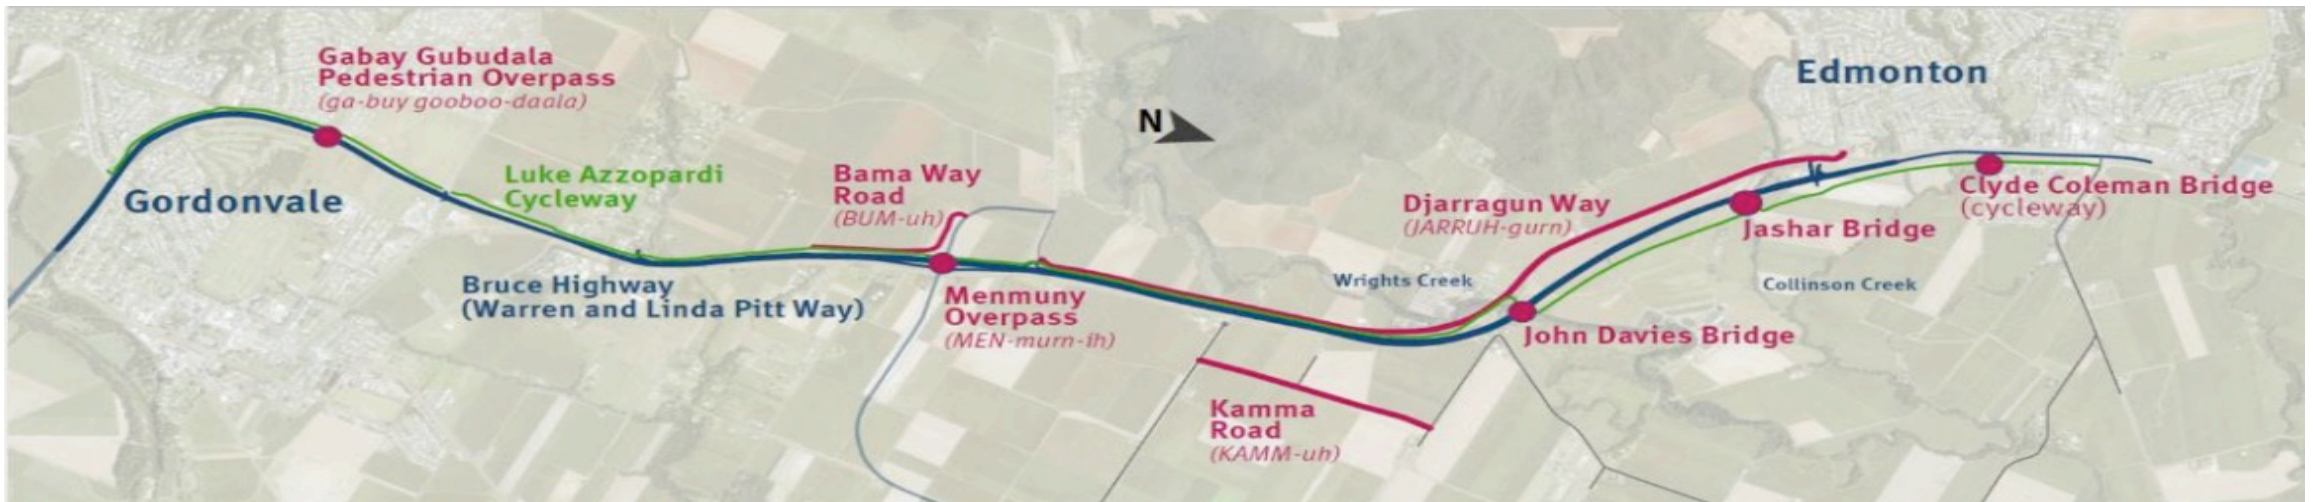 Gabay Gubudala
Pedestrian Overpass
(ga-buy gooboo-daala)
Gordonvale
Luke Azzopardi
Cycleway
Bruce Highway
(Warren and Linda Pitt Way)
Bama Way
Road
(BUM-uh)
Menmuny
Overpass
(MEN-murn-ih)
N
Kamma
Road
(KAMM-uh)
Wrights Creek
Djarragun Way
(JARRUH-gurn)
John Davies Bridge
Jashar Bridge
Collinson Creek
Edmonton
Clyde Coleman Bridge
(cycleway)